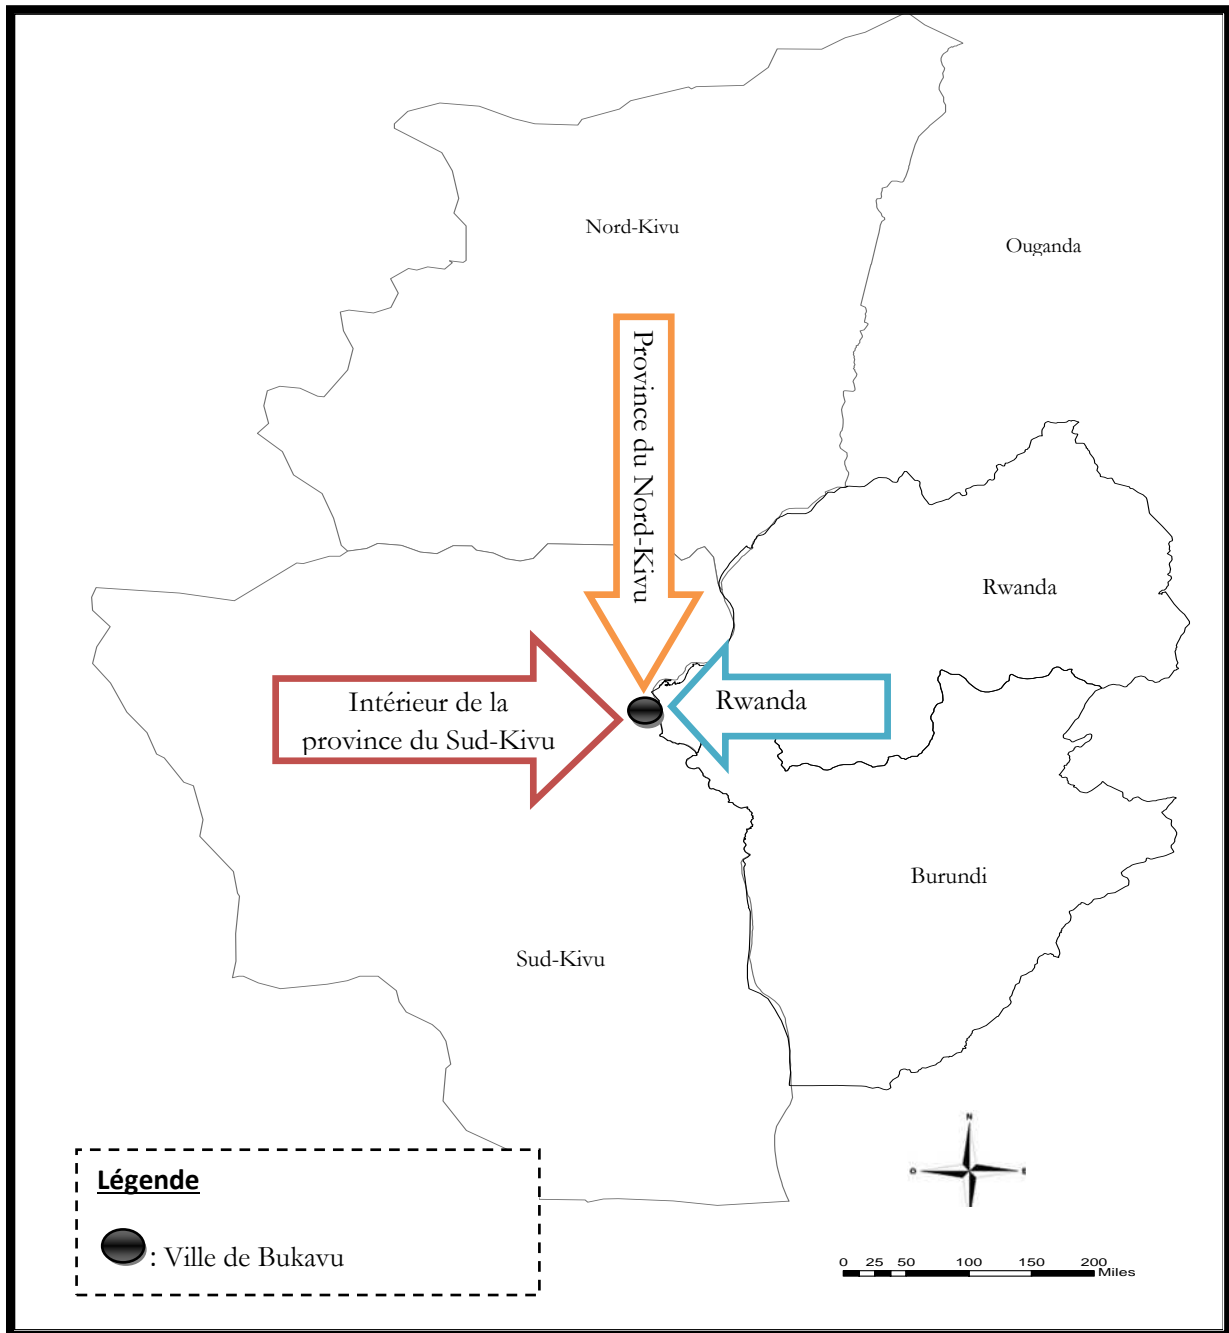 Nord-Kivu
Ouganda
Province du Nord-Kivu
Rwanda
Intérieur de la
province du Sud-Kivu
Rwanda
Burundi
Sud-Kivu
N
O
E
Légende
: Ville de Bukavu
0 25 50 100 150 200
Miles